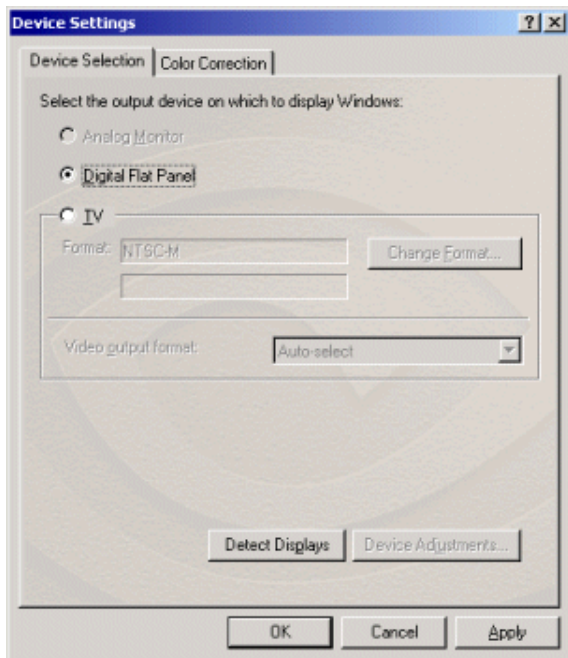 Device Settings
Device Selection
Color Correction
Select the output device on which to display Windows:
Analog Monitor
Digital Flat Panel
TV
Format: NTSC-M
Change Format...
Video output format: Auto-select
Detect Displays
Device Adjustments...
OK
Cancel
Apply